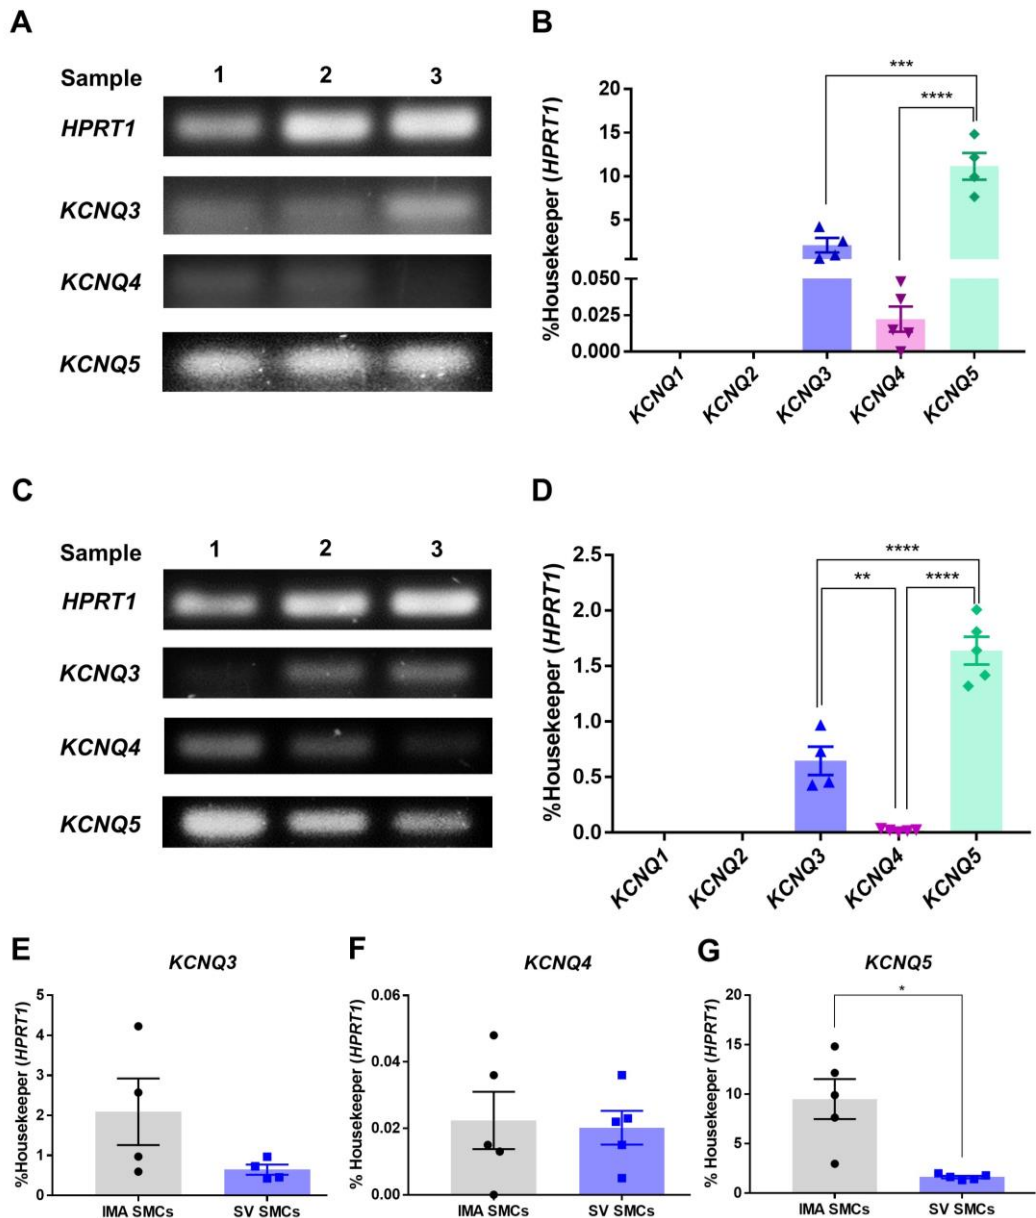 A
Sample 1 2 3
HPRT1
KCNQ3
KCNQ4
KCNQ5
B
%Housekeeper (HPRT1)
20
15
10
5
0.050
0.025
0.000
***
****
KCNQ1
KCNQ2
KCNQ3
KCNQ4
KCNQ5
C
Sample 1 2 3
HPRT1
KCNQ3
KCNQ4
KCNQ5
D
%Housekeeper (HPRT1)
2.5
2.0
1.5
1.0
0.5
0.0
****
** ****
KCNQ1
KCNQ2
KCNQ3
KCNQ4
KCNQ5
E
KCNQ3
%Housekeeper (HPRT1)
5
4
3
2
1
0
IMA SMCs SV SMCs
F
KCNQ4
% Housekeeper (HPRT1)
0.06
0.04
0.02
0.00
IMA SMCs SV SMCs
G
KCNQ5
% Housekeeper (HPRT1)
20
15
10
5
0
*
IMA SMCs SV SMCs